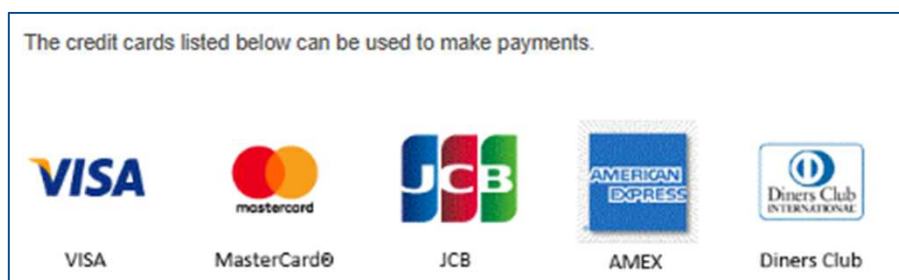 The credit cards listed below can be used to make payments.
VISA
mastercard
JCB
AMERICAN
EXPRESS
Diners Club
INTERNATIONAL
VISA MasterCard® JCB AMEX Diners Club